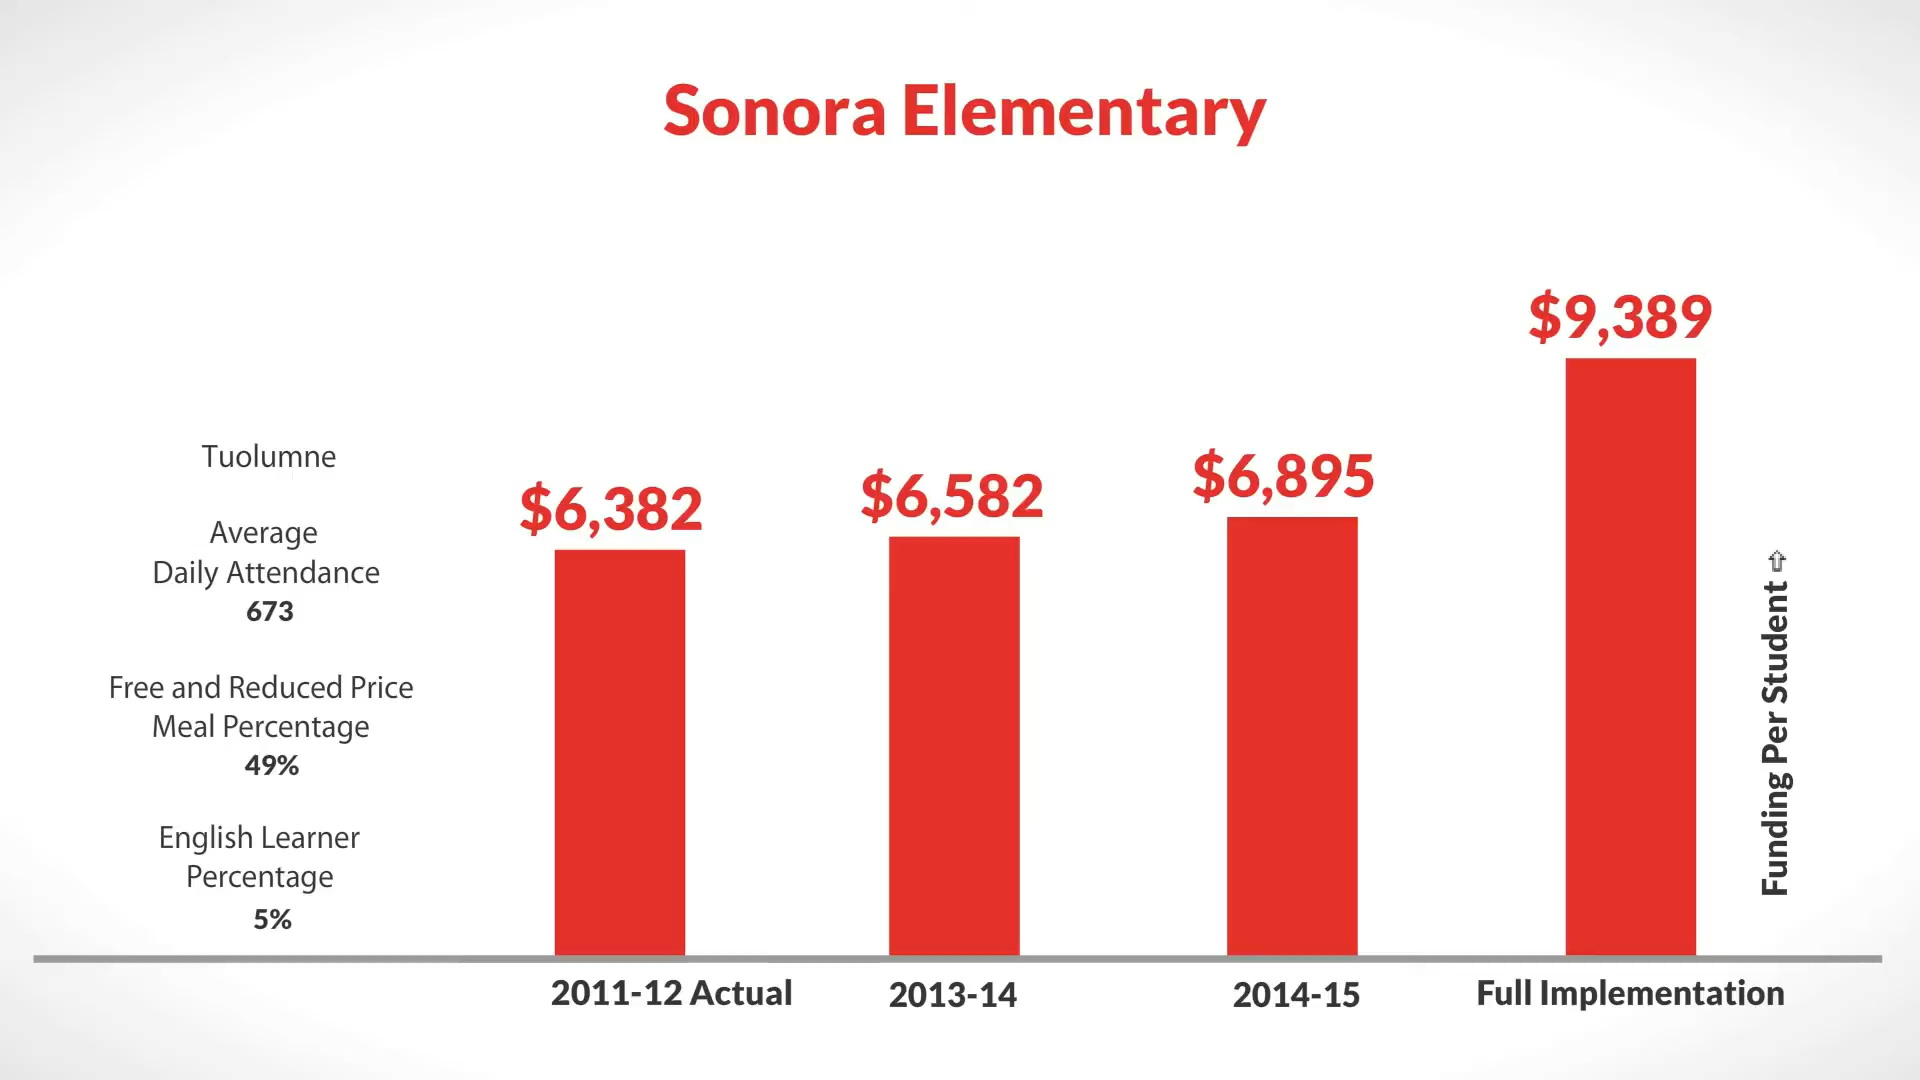 Sonora Elementary
Tuolumne
Average
Daily Attendance
673
Free and Reduced Price
Meal Percentage
49%
English Learner
Percentage
5%
$6,382
$6,582
$6,895
$9,389
2011-12 Actual
2013-14
2014-15
Full Implementation
Funding Per Student ⇨